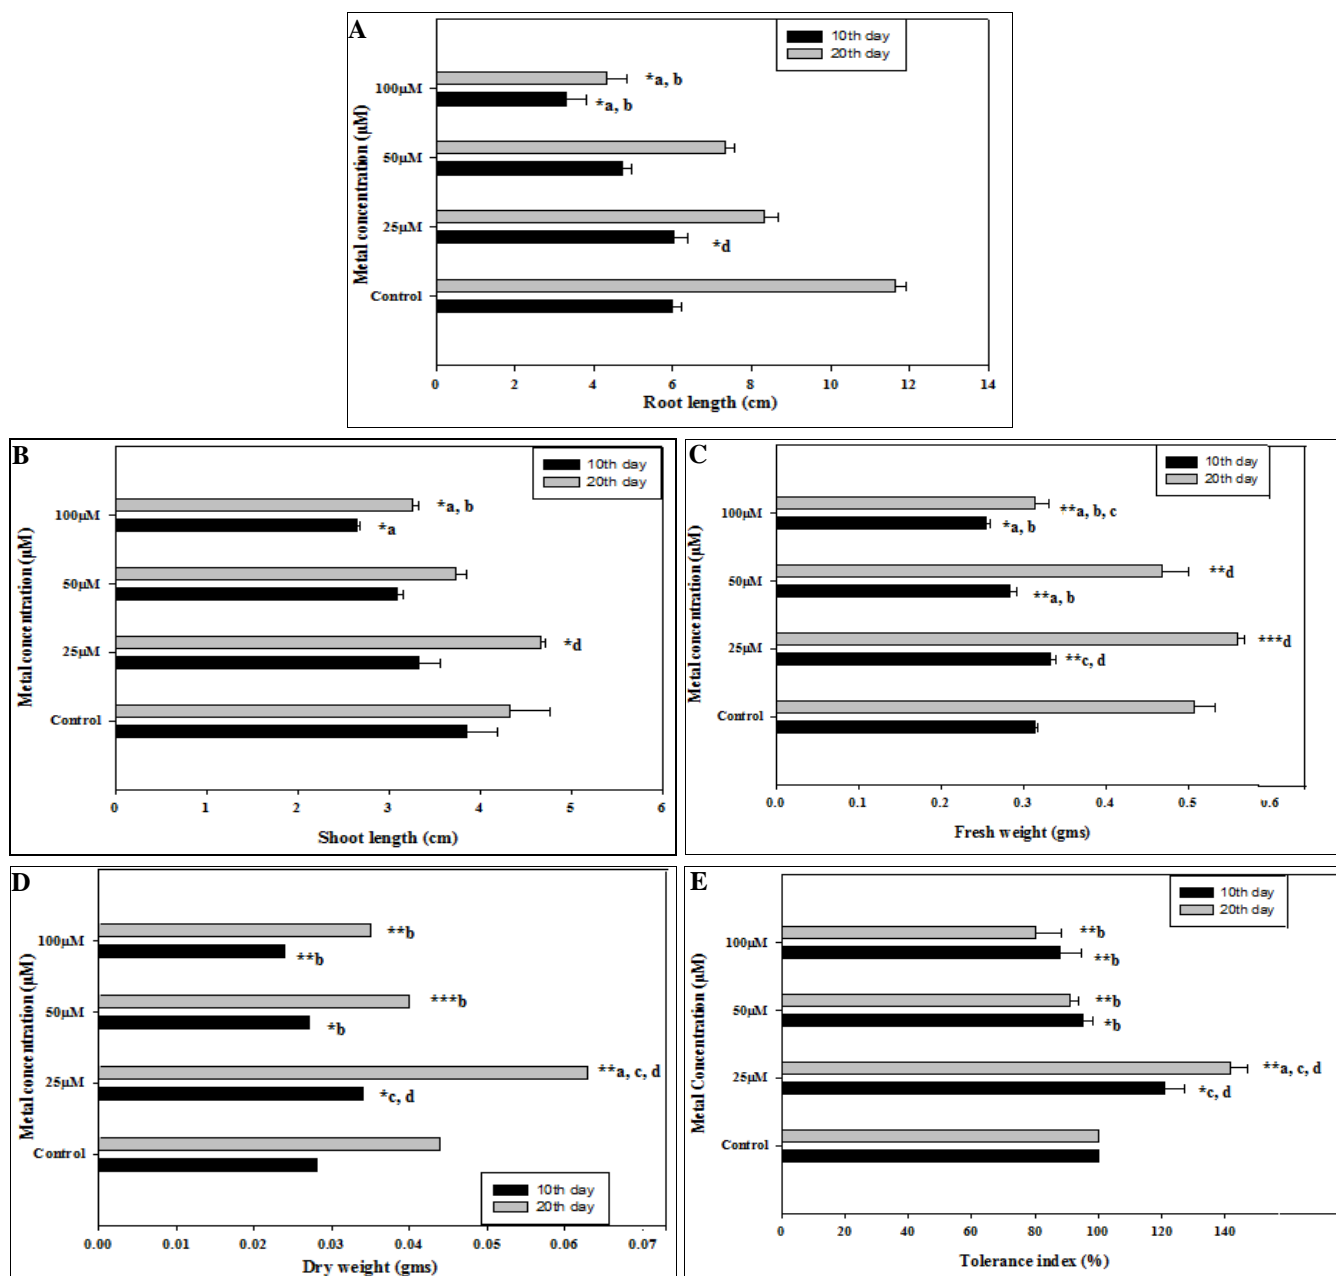 A
10th day
20th day
Metal concentration (µM)
100µM
*a, b
*a, b
50µM
25µM
*d
Control
0 2 4 6 8 10 12 14
Root length (cm)
B
10th day
20th day
Metal concentration (µM)
100µM
*a, b
*a
50µM
25µM
*d
Control
0 1 2 3 4 5 6
Shoot length (cm)
C
10th day
20th day
Metal concentration (µM)
100µM
**a, b, c
*a, b
50µM
**d
**a, b
25µM
***d
**c, d
Control
0.0 0.1 0.2 0.3 0.4 0.5 0.6
Fresh weight (gms)
D
Metal concentration (µM)
100µM
**b
**b
50µM
***b
*b
25µM
**a, c, d
*c, d
Control
10th day
20th day
0.00 0.01 0.02 0.03 0.04 0.05 0.06 0.07
Dry weight (gms)
E
10th day
20th day
Metal Concentration (µM)
100µM
**b
**b
50µM
**b
*b
25µM
**a, c, d
*c, d
Control
0 20 40 60 80 100 120 140
Tolerance index (%)